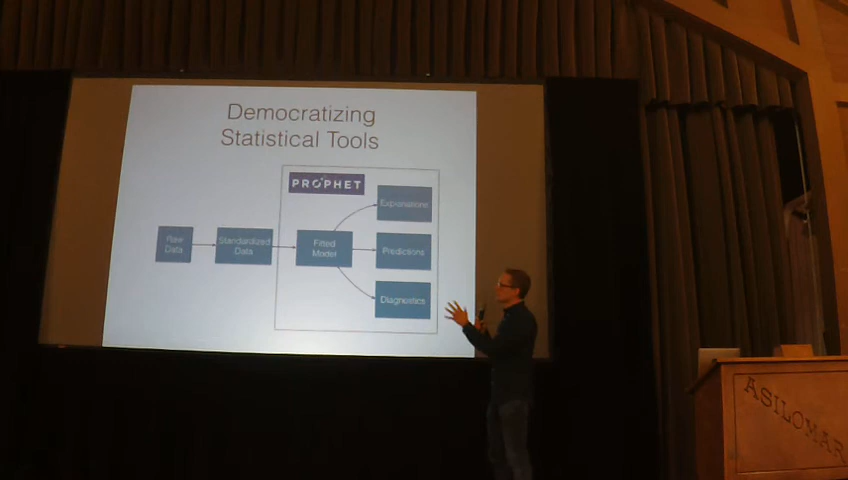 Democratizing
Statistical Tools
PROPHET
Explanations
Raw
Data
Standardized
Data
Fitted
Model
Predictions
Diagnostics
ASILOMAR